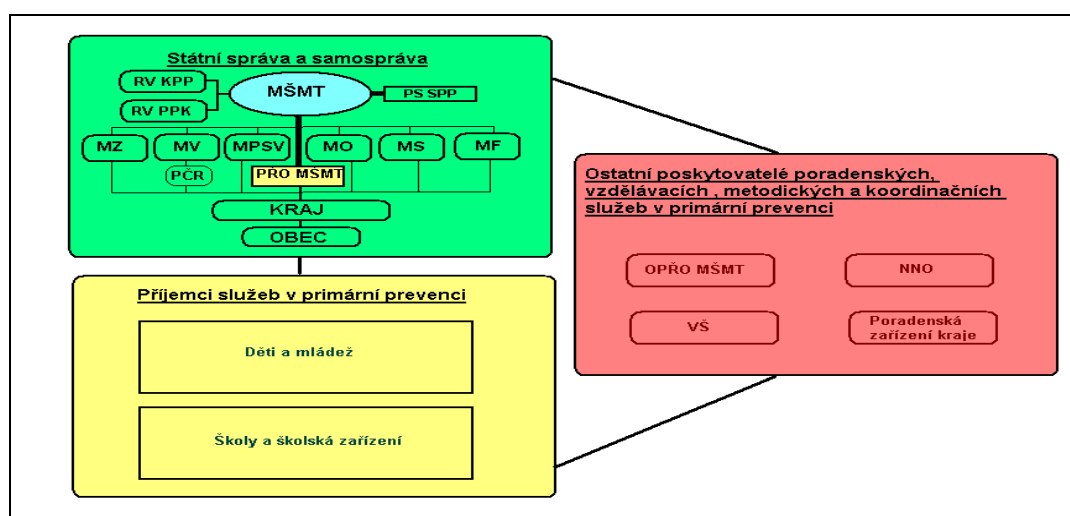 Státní správa a samospráva
RV KPP
MŠMT
PS SPP
RV PPK
MZ
MV
MPSV
MO
MS
MF
PČR
PŘO MŠMT
KRAJ
OBEC
Ostatní poskytovatelé poradenských,
vzdělávacích , metodických a koordinačních
služeb v primární prevenci
OPŘO MŠMT
NNO
VŠ
Poradenská
zařízení kraje
Příjemci služeb v primární prevenci
Děti a mládež
Školy a školská zařízení